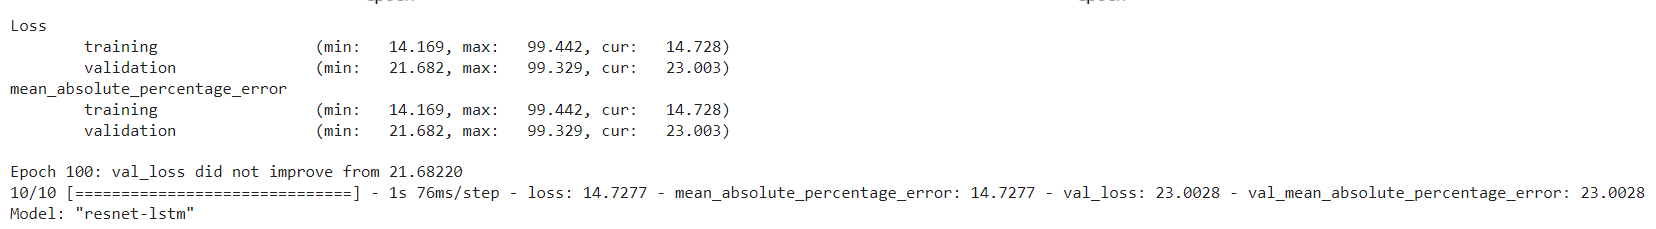 Loss
training (min: 14.169, max: 99.442, cur: 14.728)
validation (min: 21.682, max: 99.329, cur: 23.003)
mean_absolute_percentage_error
training (min: 14.169, max: 99.442, cur: 14.728)
validation (min: 21.682, max: 99.329, cur: 23.003)
Epoch 100: val_loss did not improve from 21.68220
10/10 [==============================] - 1s 76ms/step - loss: 14.7277 - mean_absolute_percentage_error: 14.7277 - val_loss: 23.0028 - val_mean_absolute_percentage_error: 23.0028
Model: "resnet-lstm"